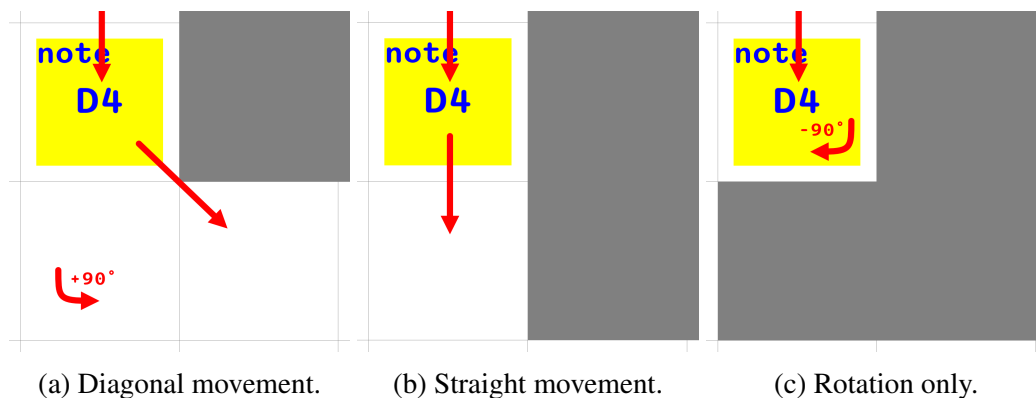 note
D4
+90°
note
D4
note
D4
-90°
(a) Diagonal movement.
(b) Straight movement.
(c) Rotation only.